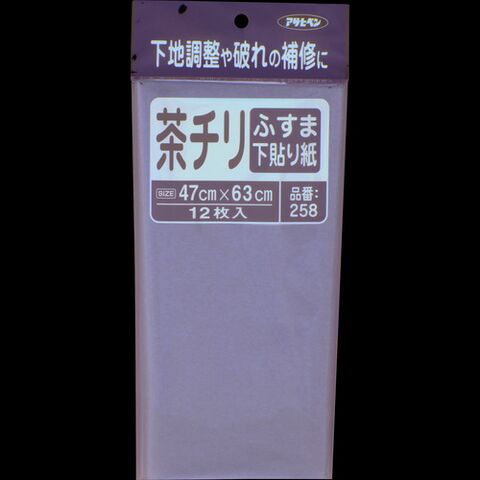 アサヒペン
下地調整や破れの補修に
茶チリ
ふすま
下貼り紙
SIZE 47cm×63cm
12枚入
品番:
258